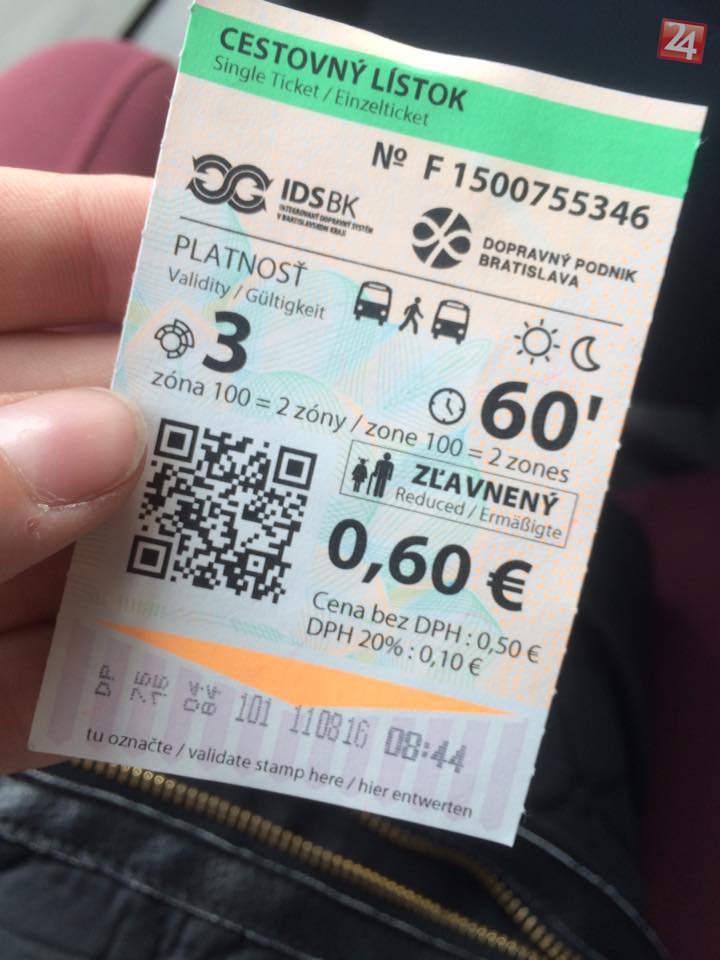 24
CESTOVNÝ LÍSTOK
Single Ticket / Einzelticket
Nº F 1500755346
IDSBK
INTEGROVANÝ DOPRAVNÝ SYSTÉM
V BRATISLAVSKOM KRAJI
DOPRAVNÝ PODNIK
BRATISLAVA
PLATNOSŤ
Validity / Gültigkeit
3
60'
zóna 100 = 2 zóny / zone 100 = 2 zones
ZĽAVNENÝ
Reduced / Ermäßigte
0,60 €
Cena bez DPH : 0,50 €
DPH 20% : 0,10 €
101 110816 08:44
tu označte / validate stamp here / hier entwerten